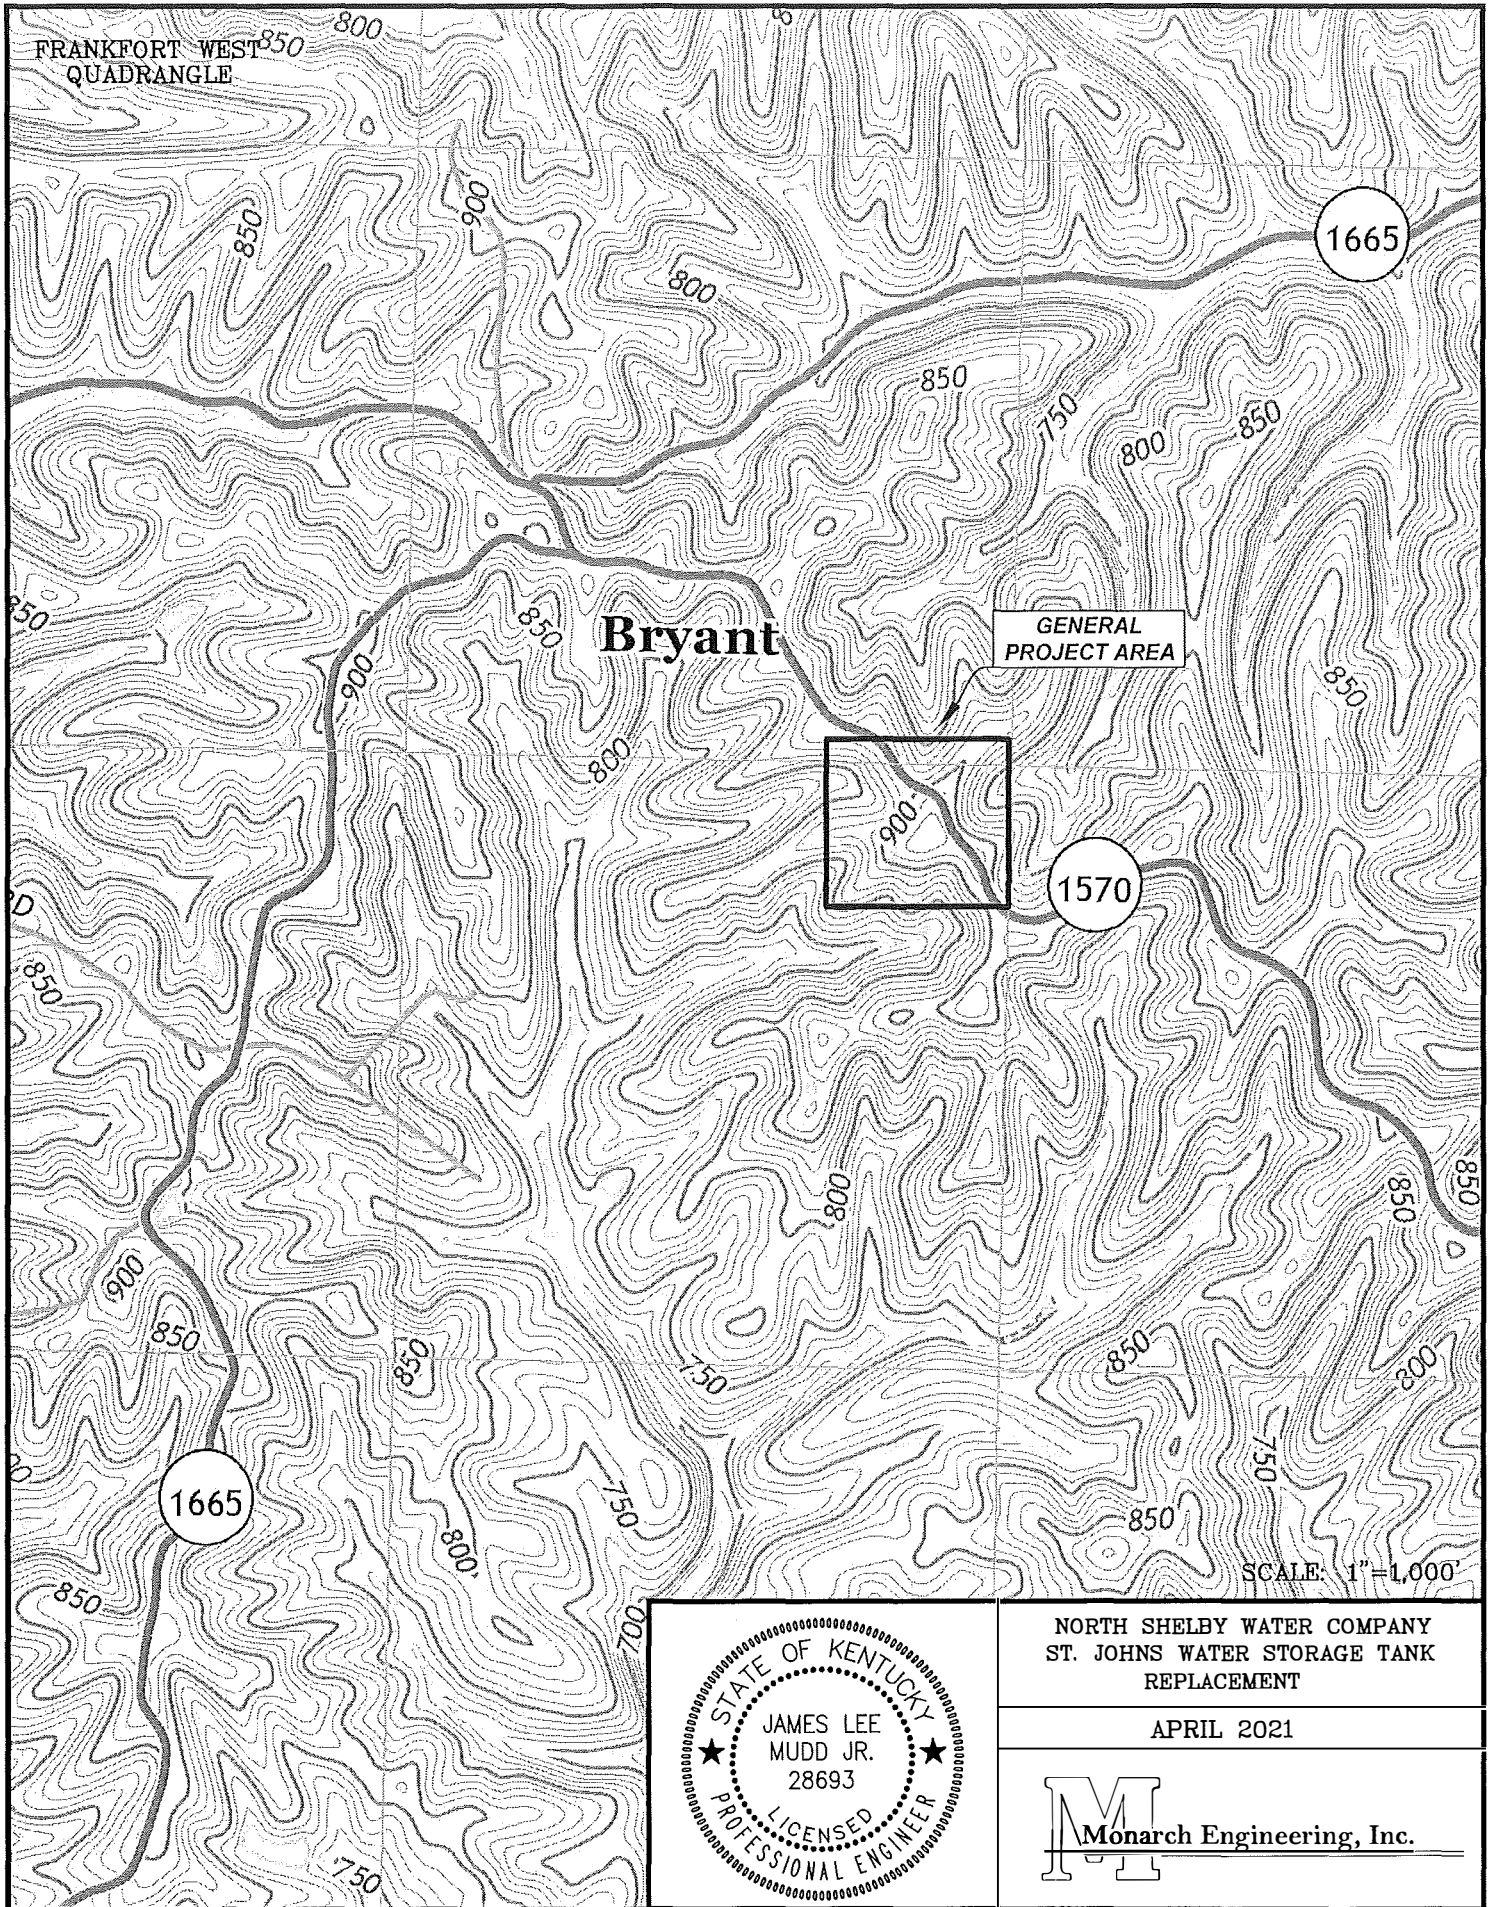 FRANKFORT WEST
QUADRANGLE
850
800
900
850
1665
800
850
750
800
850
850
850
Bryant
GENERAL
PROJECT AREA
900
850
800
900
1570
850
800
850
850
900
850
850
750
850
800
750
750
850
800
1665
850
700
750
SCALE: 1"=1,000'
STATE OF KENTUCKY
JAMES LEE
MUDD JR.
28693
LICENSED
PROFESSIONAL ENGINEER
NORTH SHELBY WATER COMPANY
ST. JOHNS WATER STORAGE TANK
REPLACEMENT
APRIL 2021
M
Monarch Engineering, Inc.